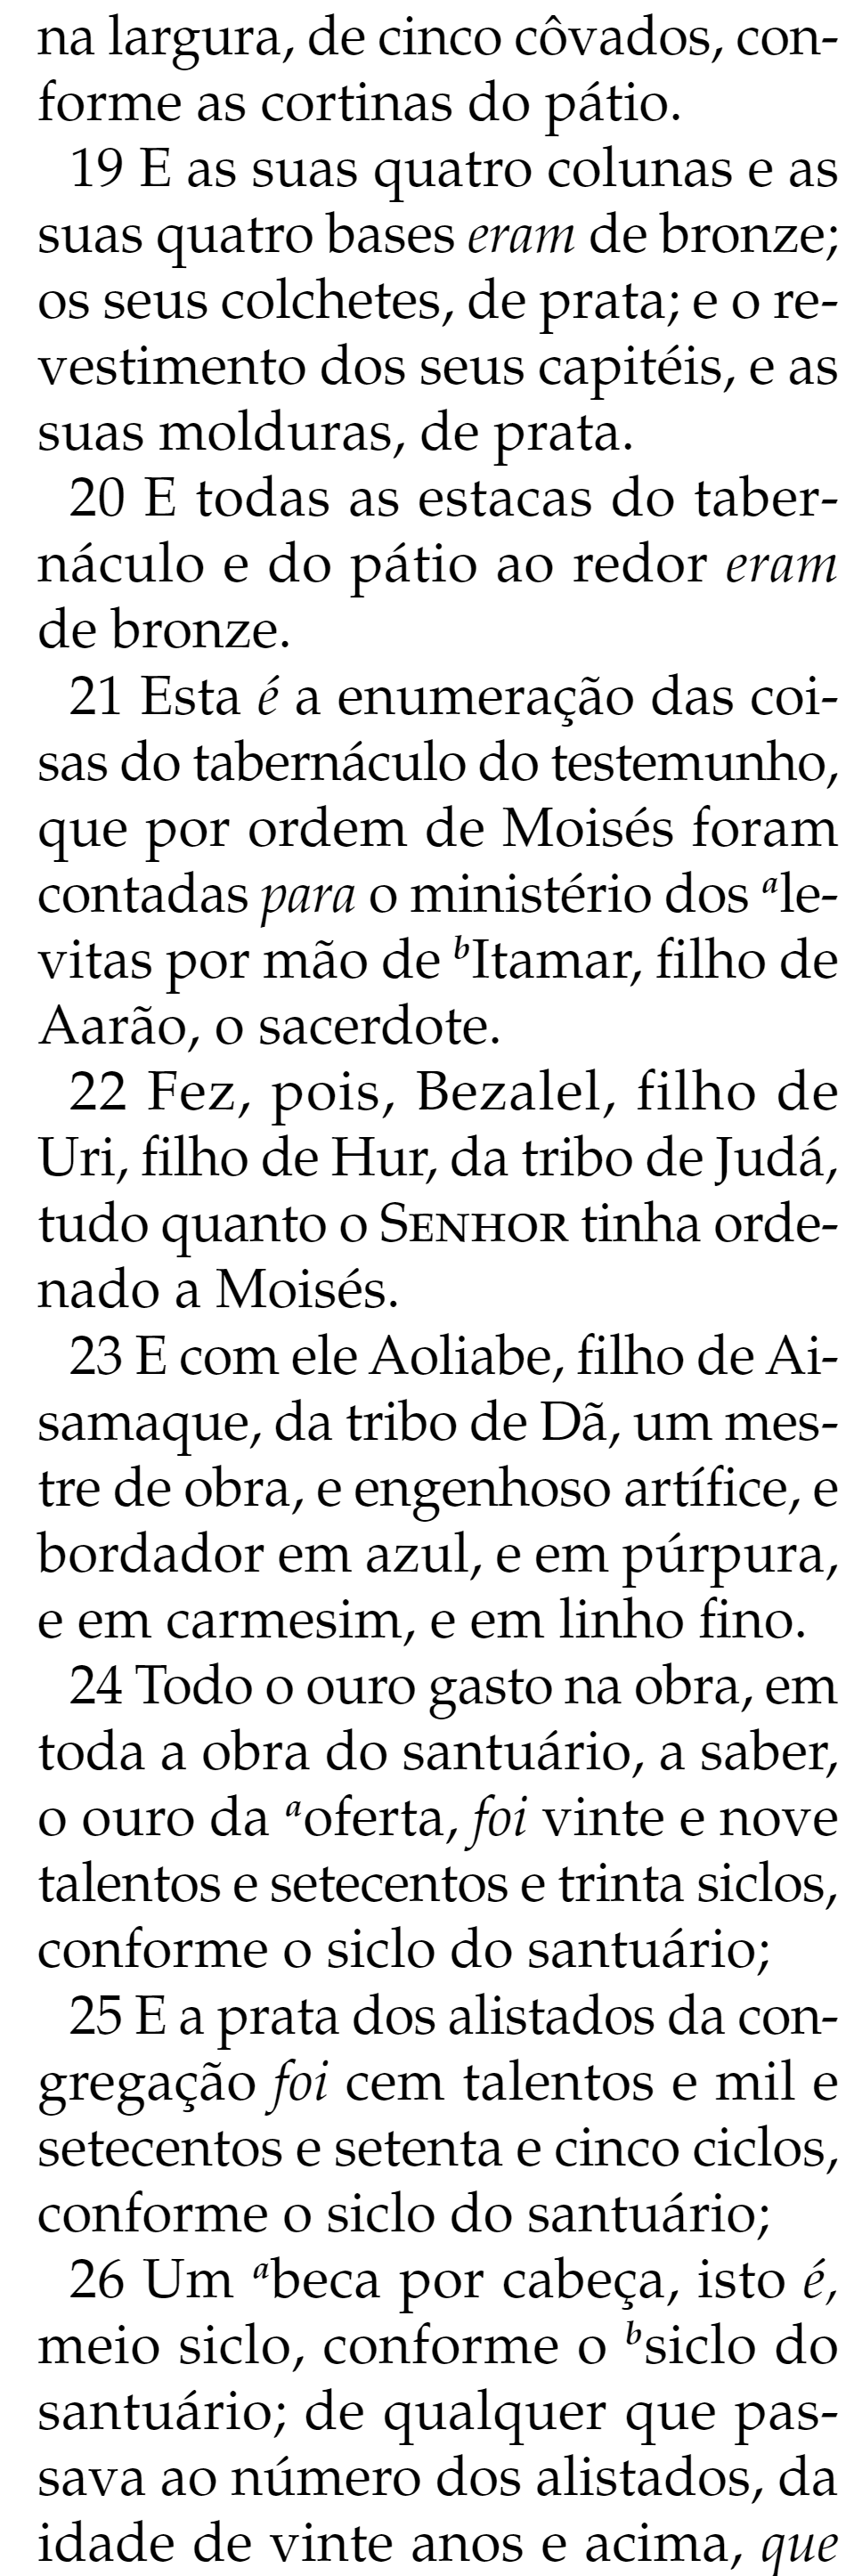 na largura, de cinco côvados, con-
forme as cortinas do pátio.
19 E as suas quatro colunas e as
suas quatro bases eram de bronze;
os seus colchetes, de prata; e o re-
vestimento dos seus capitéis, e as
suas molduras, de prata.
20 E todas as estacas do taber-
náculo e do pátio ao redor eram
de bronze.
21 Esta é a enumeração das coi-
sas do tabernáculo do testemunho,
que por ordem de Moisés foram
contadas para o ministério dos ale-
vitas por mão de bItamar, filho de
Aarão, o sacerdote.
22 Fez, pois, Bezalel, filho de
Uri, filho de Hur, da tribo de Judá,
tudo quanto o SENHOR tinha orde-
nado a Moisés.
23 E com ele Aoliabe, filho de Ai-
samaque, da tribo de Dã, um mes-
tre de obra, e engenhoso artífice, e
bordador em azul, e em púrpura,
e em carmesim, e em linho fino.
24 Todo o ouro gasto na obra, em
toda a obra do santuário, a saber,
o ouro da aoferta, foi vinte e nove
talentos e setecentos e trinta siclos,
conforme o siclo do santuário;
25 E a prata dos alistados da con-
gregação foi cem talentos e mil e
setecentos e setenta e cinco ciclos,
conforme o siclo do santuário;
26 Um abeca por cabeça, isto é,
meio siclo, conforme o bsiclo do
santuário; de qualquer que pas-
sava ao número dos alistados, da
idade de vinte anos e acima, que